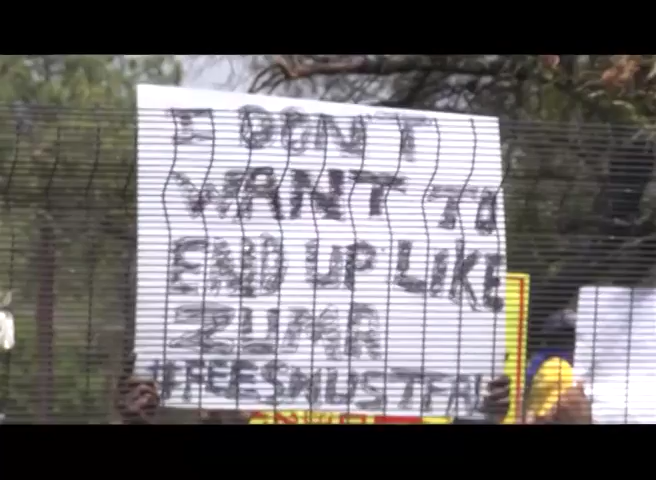 I DON'T
WANT TO
END UP LIKE
ZUMA
#FEESMUSTFALL